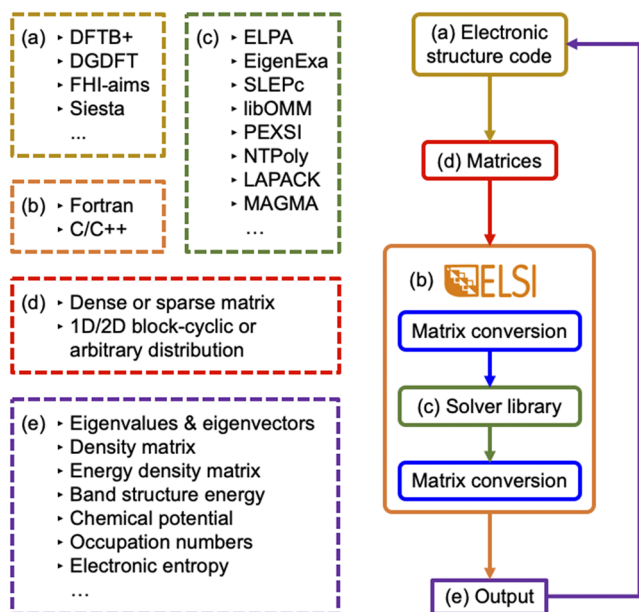 (a) ‣ DFTB+
‣ DGDFT
‣ FHI-aims
‣ Siesta
...
(b) ‣ Fortran
‣ C/C++
(c) ‣ ELPA
‣ EigenExa
‣ SLEPc
‣ libOMM
‣ PEXSI
‣ NTPoly
‣ LAPACK
‣ MAGMA
...
(d) ‣ Dense or sparse matrix
‣ 1D/2D block-cyclic or
arbitrary distribution
(e) ‣ Eigenvalues & eigenvectors
‣ Density matrix
‣ Energy density matrix
‣ Band structure energy
‣ Chemical potential
‣ Occupation numbers
‣ Electronic entropy
...
(a) Electronic
structure code
(d) Matrices
(b) ELSI
Matrix conversion
(c) Solver library
Matrix conversion
(e) Output